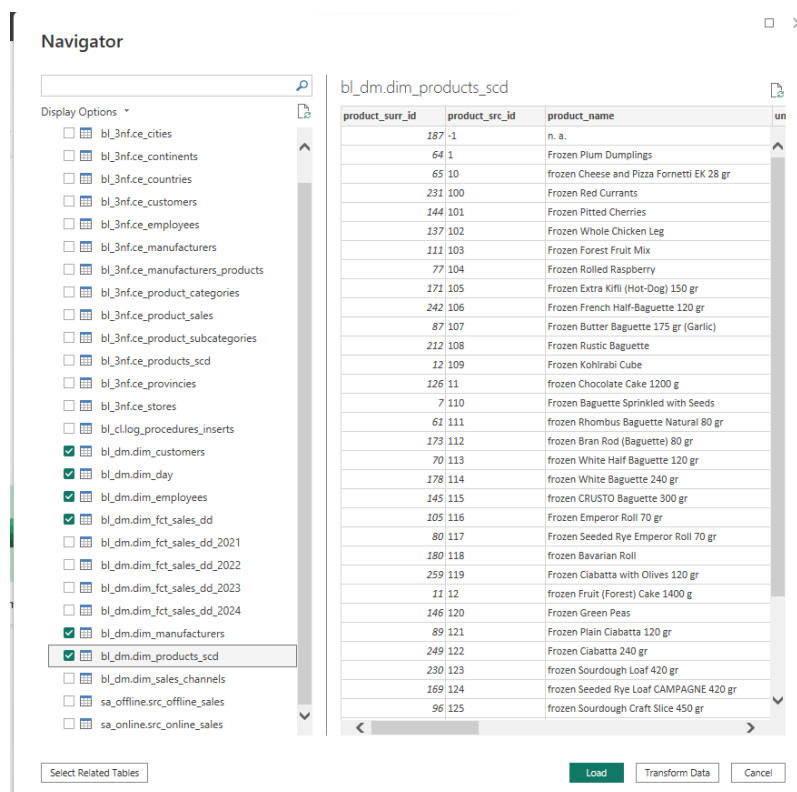 Navigator
Display Options
bl_3nf.ce_cities
bl_3nf.ce_continents
bl_3nf.ce_countries
bl_3nf.ce_customers
bl_3nf.ce_employees
bl_3nf.ce_manufacturers
bl_3nf.ce_manufacturers_products
bl_3nf.ce_product_categories
bl_3nf.ce_product_sales
bl_3nf.ce_product_subcategories
bl_3nf.ce_products_scd
bl_3nf.ce_provincies
bl_3nf.ce_stores
bl_cl.log_procedures_inserts
bl_dm.dim_customers
bl_dm.dim_day
bl_dm.dim_employees
bl_dm.dim_fct_sales_dd
bl_dm.dim_fct_sales_dd_2021
bl_dm.dim_fct_sales_dd_2022
bl_dm.dim_fct_sales_dd_2023
bl_dm.dim_fct_sales_dd_2024
bl_dm.dim_manufacturers
bl_dm.dim_products_scd
bl_dm.dim_sales_channels
sa_offline.src_offline_sales
sa_online.src_online_sales
bl_dm.dim_products_scd
product_surr_id product_src_id product_name un
187 -1 n. a.
64 1 Frozen Plum Dumplings
65 10 frozen Cheese and Pizza Fornetti EK 28 gr
231 100 Frozen Red Currants
144 101 Frozen Pitted Cherries
137 102 Frozen Whole Chicken Leg
111 103 Frozen Forest Fruit Mix
77 104 Frozen Rolled Raspberry
171 105 Frozen Extra Kifli (Hot-Dog) 150 gr
242 106 Frozen French Half-Baguette 120 gr
87 107 Frozen Butter Baguette 175 gr (Garlic)
212 108 Frozen Rustic Baguette
12 109 Frozen Kohlrabi Cube
126 11 frozen Chocolate Cake 1200 g
7 110 Frozen Baguette Sprinkled with Seeds
61 111 frozen Rhombus Baguette Natural 80 gr
173 112 frozen Bran Rod (Baguette) 80 gr
70 113 frozen White Half Baguette 120 gr
178 114 frozen White Baguette 240 gr
145 115 frozen CRUSTO Baguette 300 gr
105 116 Frozen Emperor Roll 70 gr
80 117 Frozen Seeded Rye Emperor Roll 70 gr
180 118 frozen Bavarian Roll
259 119 Frozen Ciabatta with Olives 120 gr
11 12 frozen Fruit (Forest) Cake 1400 g
146 120 Frozen Green Peas
89 121 Frozen Plain Ciabatta 120 gr
249 122 Frozen Ciabatta 240 gr
230 123 frozen Sourdough Loaf 420 gr
169 124 frozen Seeded Rye Loaf CAMPAGNE 420 gr
96 125 frozen Sourdough Craft Slice 450 gr
Select Related Tables
Load
Transform Data
Cancel